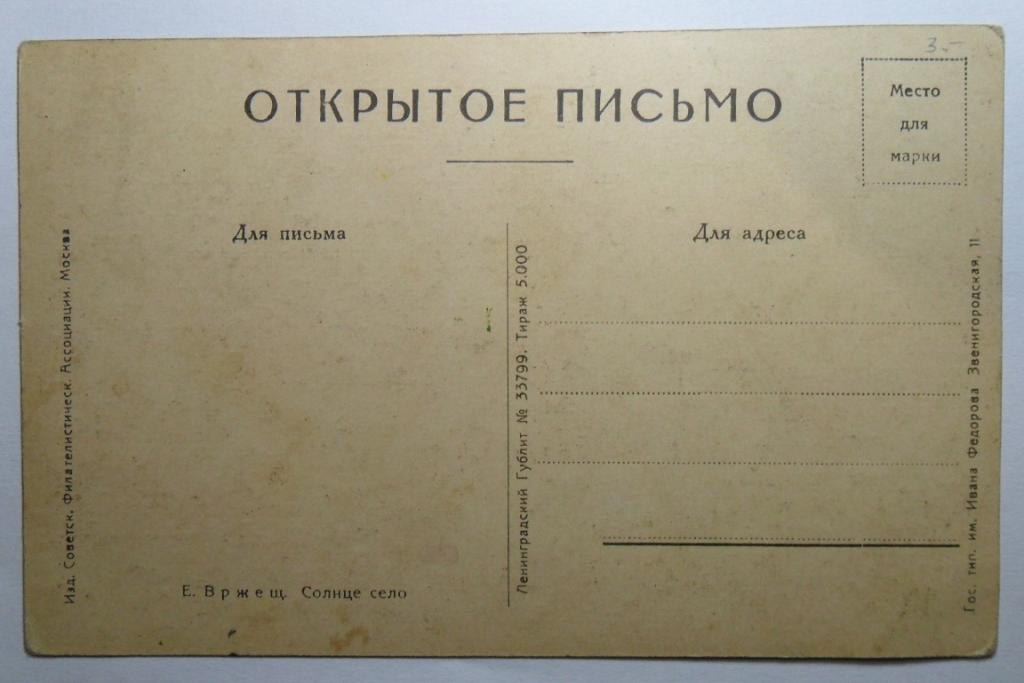 3.-
ОТКРЫТОЕ ПИСЬМО
Место
для
марки
Для письма
Для адреса
Изд. Советск. Филателистическ. Ассоциации. Москва
Е. Вржещ. Солнце село
Ленинградский Гублит № 33799. Тираж 5.000
Гос. тип. им. Ивана Федорова Звенигородская, 11